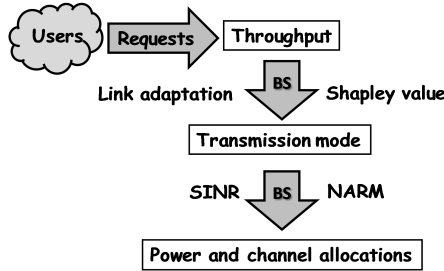 Users
Requests
Throughput
Link adaptation
BS
Shapley value
Transmission mode
SINR
BS
NARM
Power and channel allocations